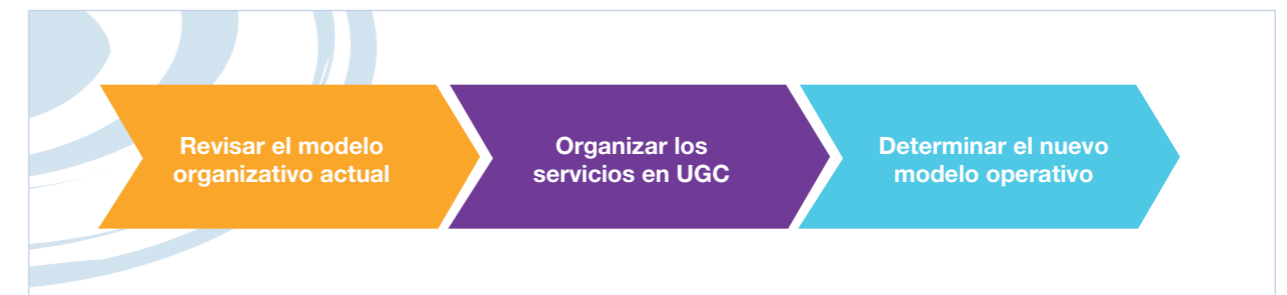 Revisar el modelo
organizativo actual
Organizar los
servicios en UGC
Determinar el nuevo
modelo operativo